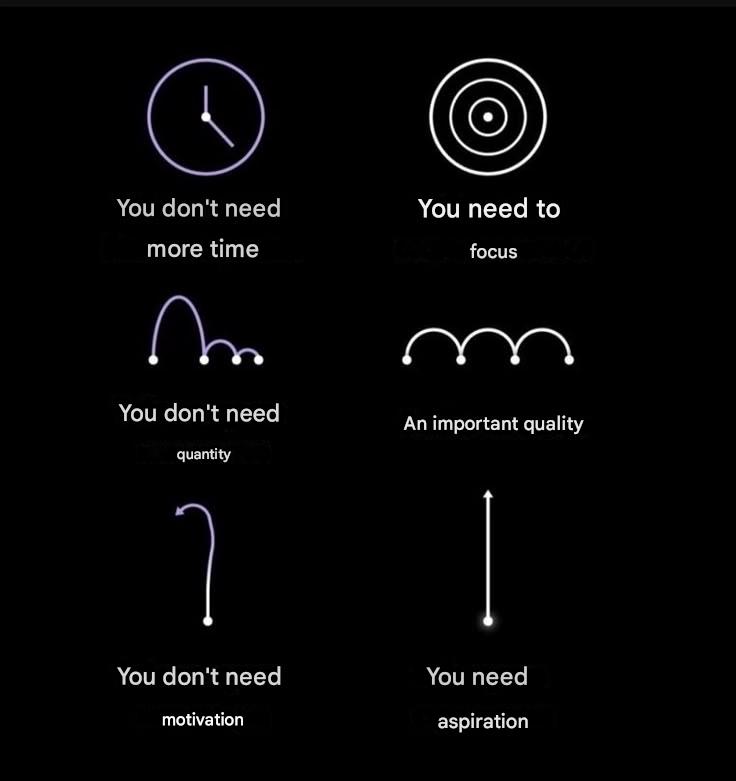 You don't need
more time
You need to
focus
You don't need
quantity
An important quality
You don't need
motivation
You need
aspiration